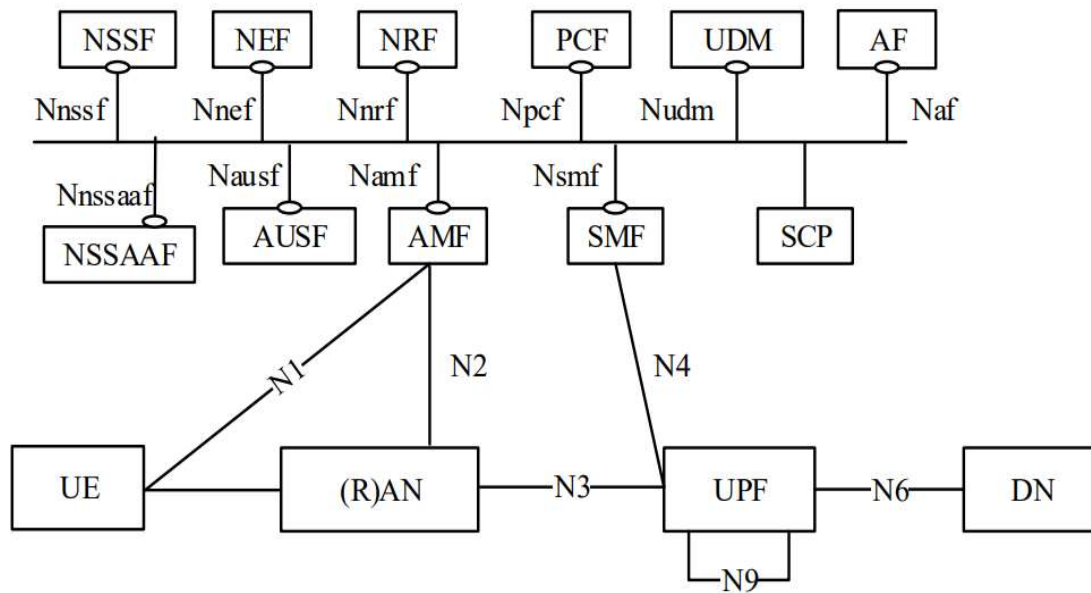 NSSF NEF NRF PCF UDM AF
Nnssf Nnef Nnrf Npcf Nudm Naf
Nnssaaf Nausf Namf Nsmf
NSSAAF AUSF AMF SMF SCP
N1 N2 N4
UE (R)AN N3 UPF N6 DN
N9